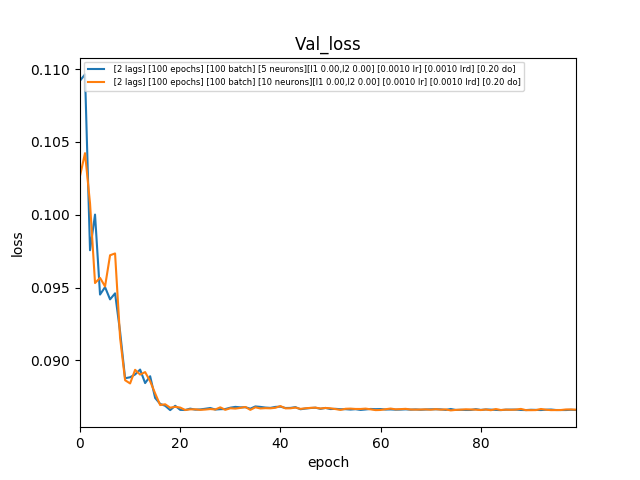 Val_loss
[2 lags] [100 epochs] [100 batch] [5 neurons][l1 0.00,l2 0.00] [0.0010 lr] [0.0010 lrd] [0.20 do]
[2 lags] [100 epochs] [100 batch] [10 neurons][l1 0.00,l2 0.00] [0.0010 lr] [0.0010 lrd] [0.20 do]
0.110
0.105
0.100
0.095
0.090
loss
0 20 40 60 80
epoch